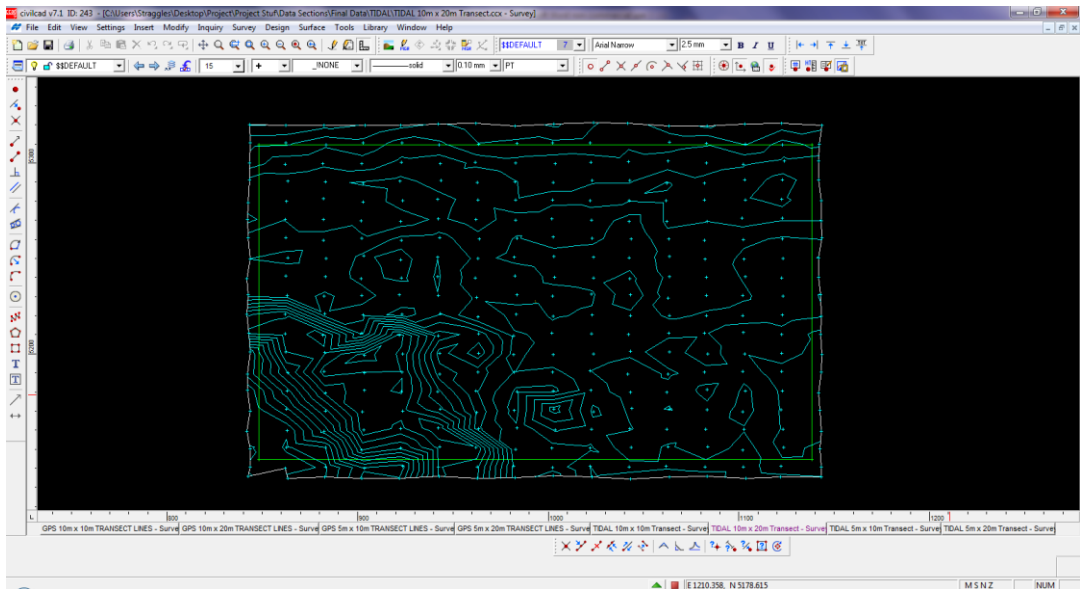 civilcad v7.1 ID: 243 - [C:\Users\Straggles\Desktop\Project\Project Stuf\Data Sections\Final Data\TIDAL\TIDAL 10m x 20m Transect.ccx - Survey]
File Edit View Settings Insert Modify Inquiry Survey Design Surface Tools Library Window Help
$$DEFAULT 7 Arial Narrow 2.5 mm B I U
$$DEFAULT 15 + _INONE solid 0.10 mm PT
5300
5200
T
T
L 800 900 1000 1100 1200
GPS 10m x 10m TRANSECT LINES - Surve GPS 10m x 20m TRANSECT LINES - Surve GPS 5m x 10m TRANSECT LINES - Surve GPS 5m x 20m TRANSECT LINES - Surve TIDAL 10m x 10m Transect - Surve TIDAL 10m x 20m Transect - Surve TIDAL 5m x 10m Transect - Surve TIDAL 5m x 20m Transect - Surve
E 1210.358, N 5178.615 M S N Z NUM